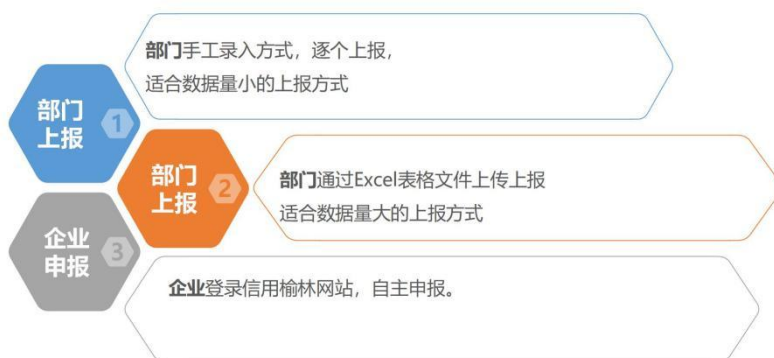 部门
上报
1
部门手工录入方式，逐个上报，
适合数据量小的上报方式
部门
上报
2
部门通过Excel表格文件上传上报
适合数据量大的上报方式
企业
申报
3
企业登录信用榆林网站，自主申报。